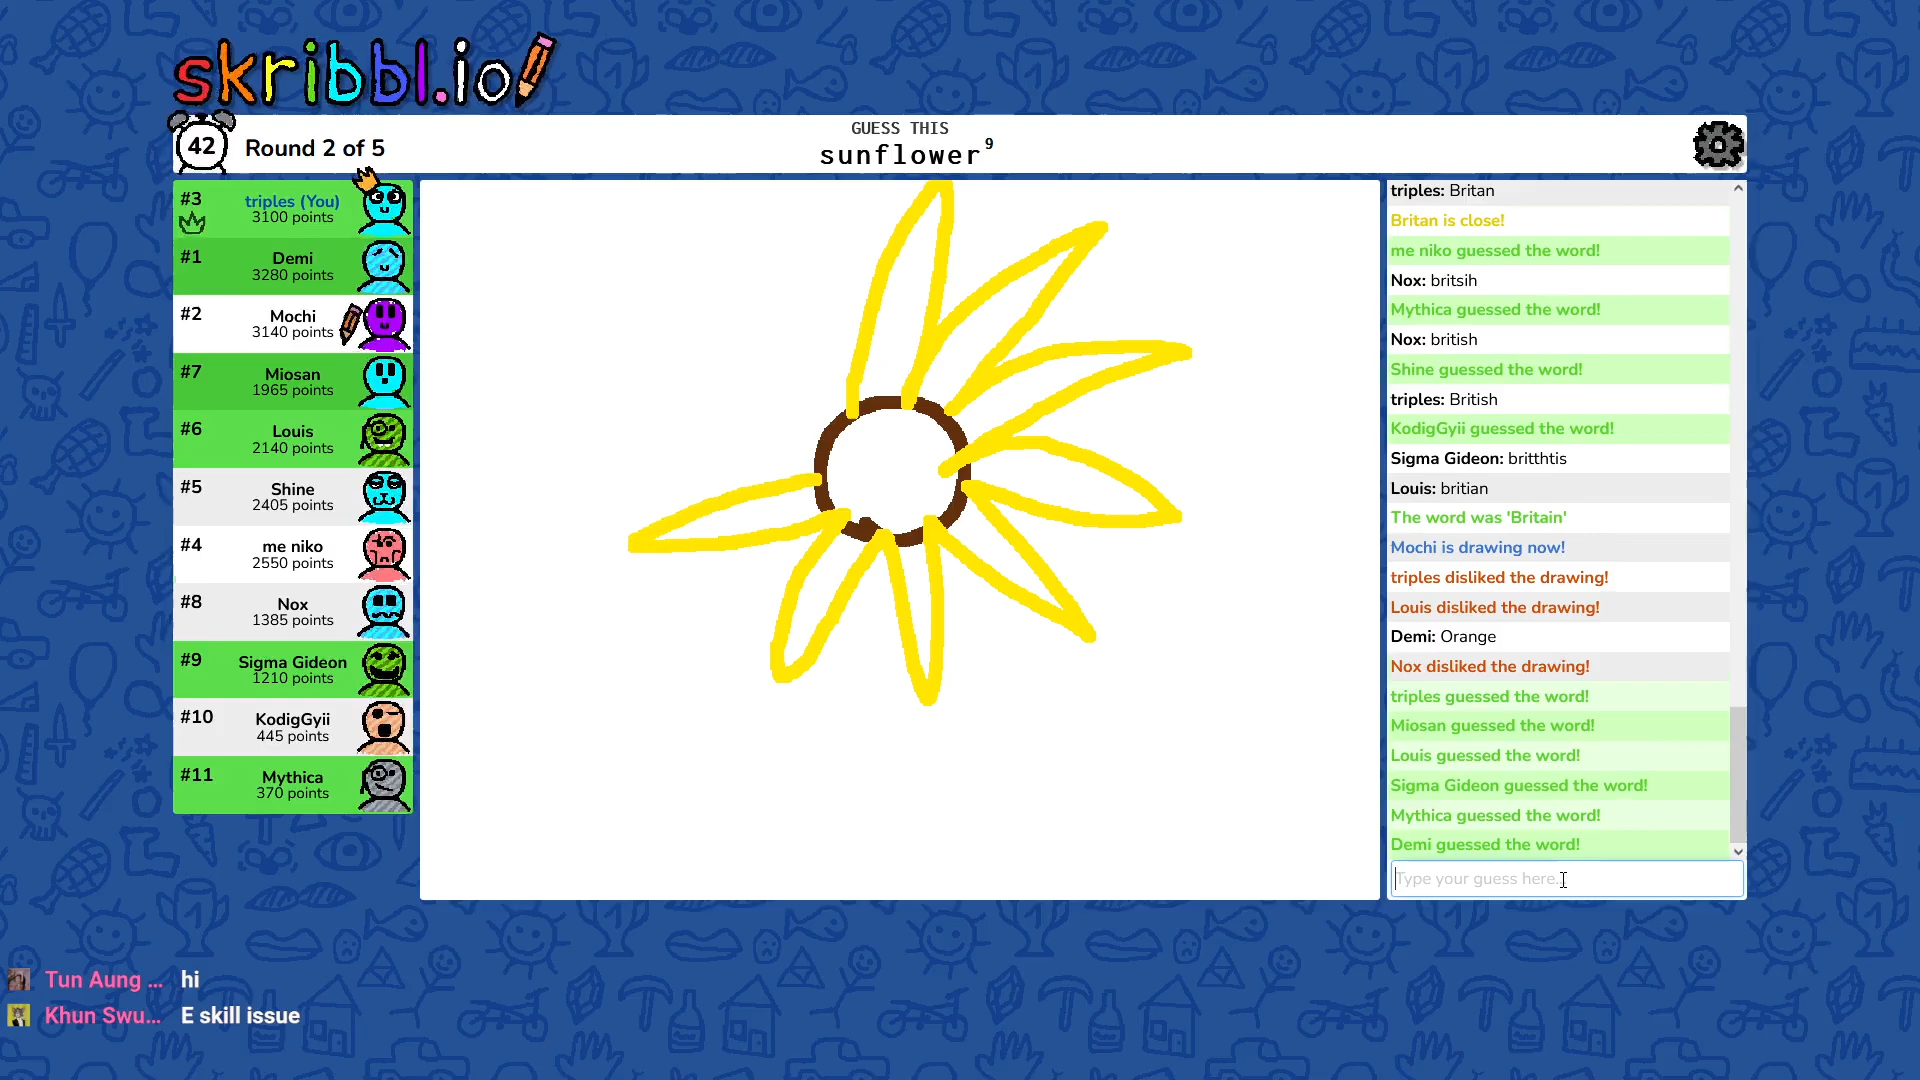 skribbl.io
42
Round 2 of 5
GUESS THIS
sunflower9
#3
triples (You)
3100 points
#1
Demi
3280 points
#2
Mochi
3140 points
#7
Miosan
1965 points
#6
Louis
2140 points
#5
Shine
2405 points
#4
me niko
2550 points
#8
Nox
1385 points
#9
Sigma Gideon
1210 points
#10
KodigGyii
445 points
#11
Mythica
370 points
triples: Britan
Britan is close!
me niko guessed the word!
Nox: britsih
Mythica guessed the word!
Nox: british
Shine guessed the word!
triples: British
KodigGyii guessed the word!
Sigma Gideon: britthtis
Louis: britian
The word was 'Britain'
Mochi is drawing now!
triples disliked the drawing!
Louis disliked the drawing!
Demi: Orange
Nox disliked the drawing!
triples guessed the word!
Miosan guessed the word!
Louis guessed the word!
Sigma Gideon guessed the word!
Mythica guessed the word!
Demi guessed the word!
Type your guess here...
Tun Aung ... hi
Khun Swu... E skill issue